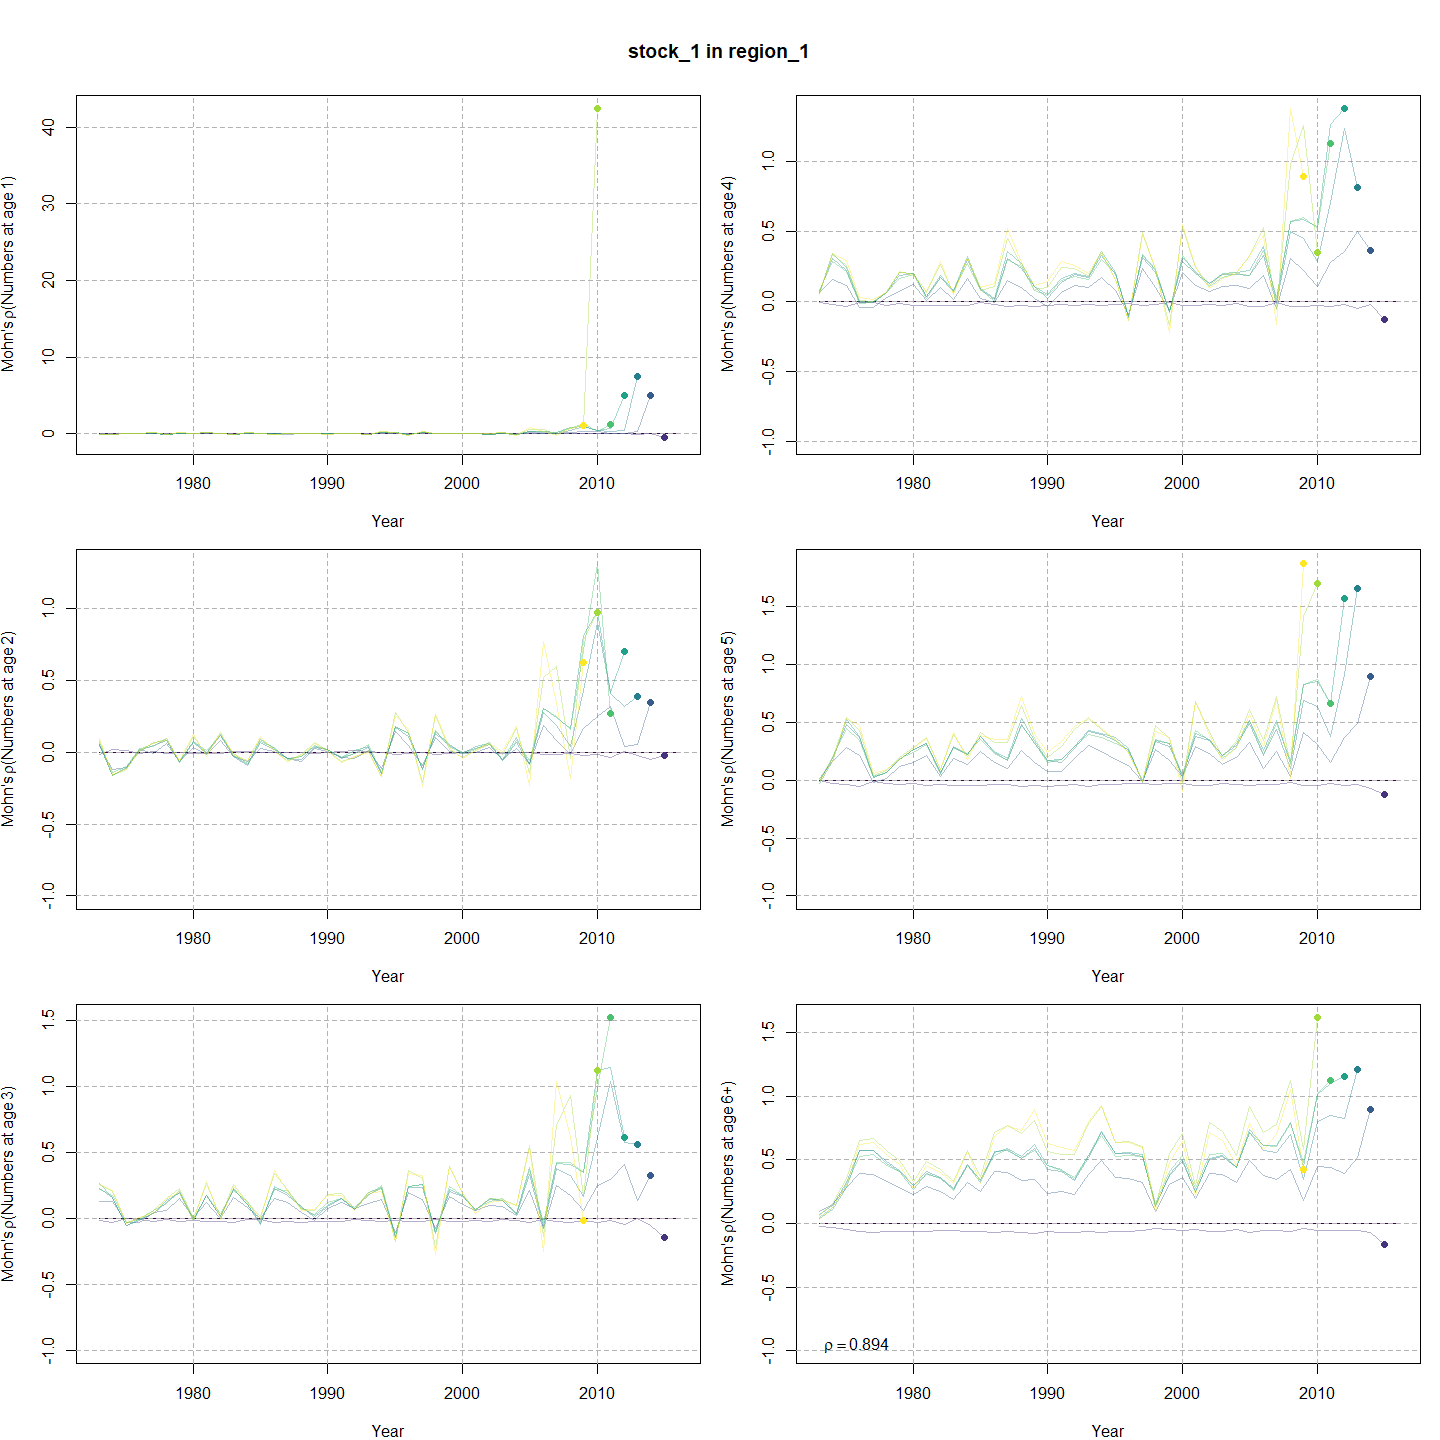 stock_1 in region_1
Mohn's ρ(Numbers at age 1)
40
30
20
10
0
1980 1990 2000 2010
Year
Mohn's ρ(Numbers at age 4)
1.0
0.5
0.0
-0.5
-1.0
1980 1990 2000 2010
Year
Mohn's ρ(Numbers at age 2)
1.0
0.5
0.0
-0.5
-1.0
1980 1990 2000 2010
Year
Mohn's ρ(Numbers at age 5)
1.5
1.0
0.5
0.0
-0.5
-1.0
1980 1990 2000 2010
Year
Mohn's ρ(Numbers at age 3)
1.5
1.0
0.5
0.0
-0.5
-1.0
1980 1990 2000 2010
Year
Mohn's ρ(Numbers at age 6+)
1.5
1.0
0.5
0.0
-0.5
-1.0
ρ = 0.894
1980 1990 2000 2010
Year